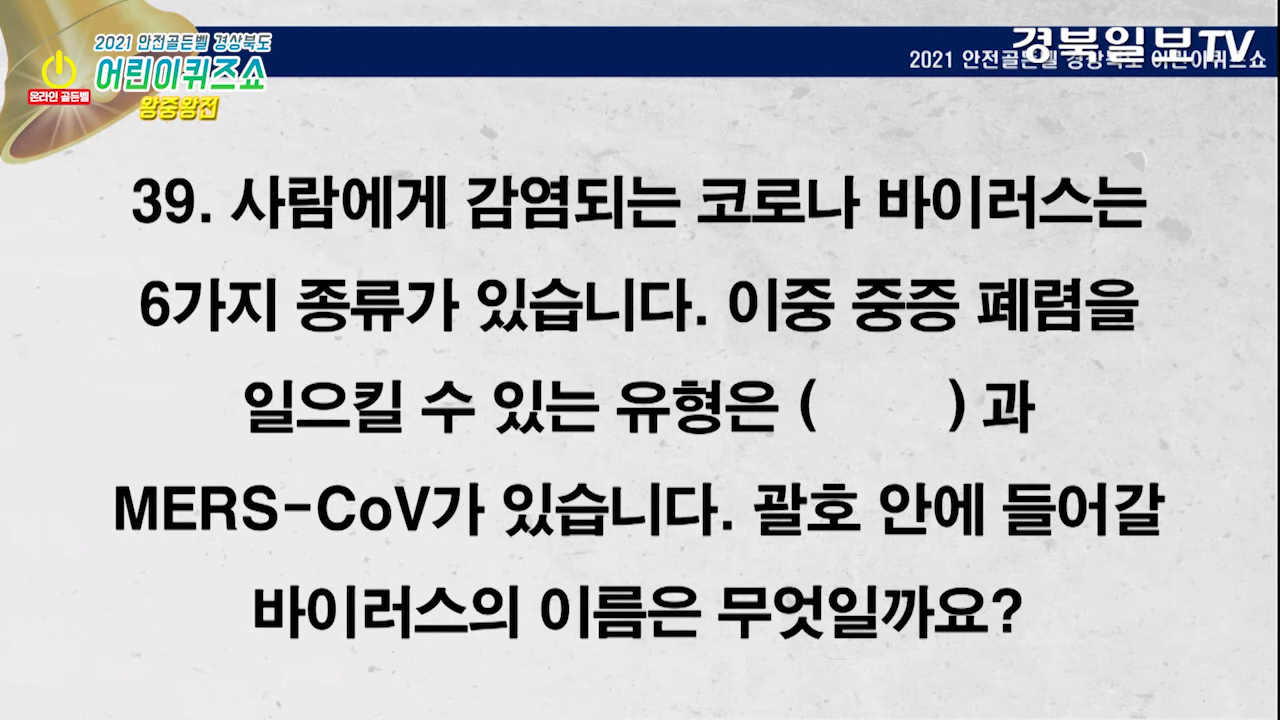 2021 안전골든벨 경상북도
어린이퀴즈쇼
왕중왕전
온라인 골든벨
경북일보TV
2021 안전골든벨 경상북도 어린이퀴즈쇼
39. 사람에게 감염되는 코로나 바이러스는
6가지 종류가 있습니다. 이중 중증 폐렴을
일으킬 수 있는 유형은 ( ) 과
MERS-CoV가 있습니다. 괄호 안에 들어갈
바이러스의 이름은 무엇일까요?